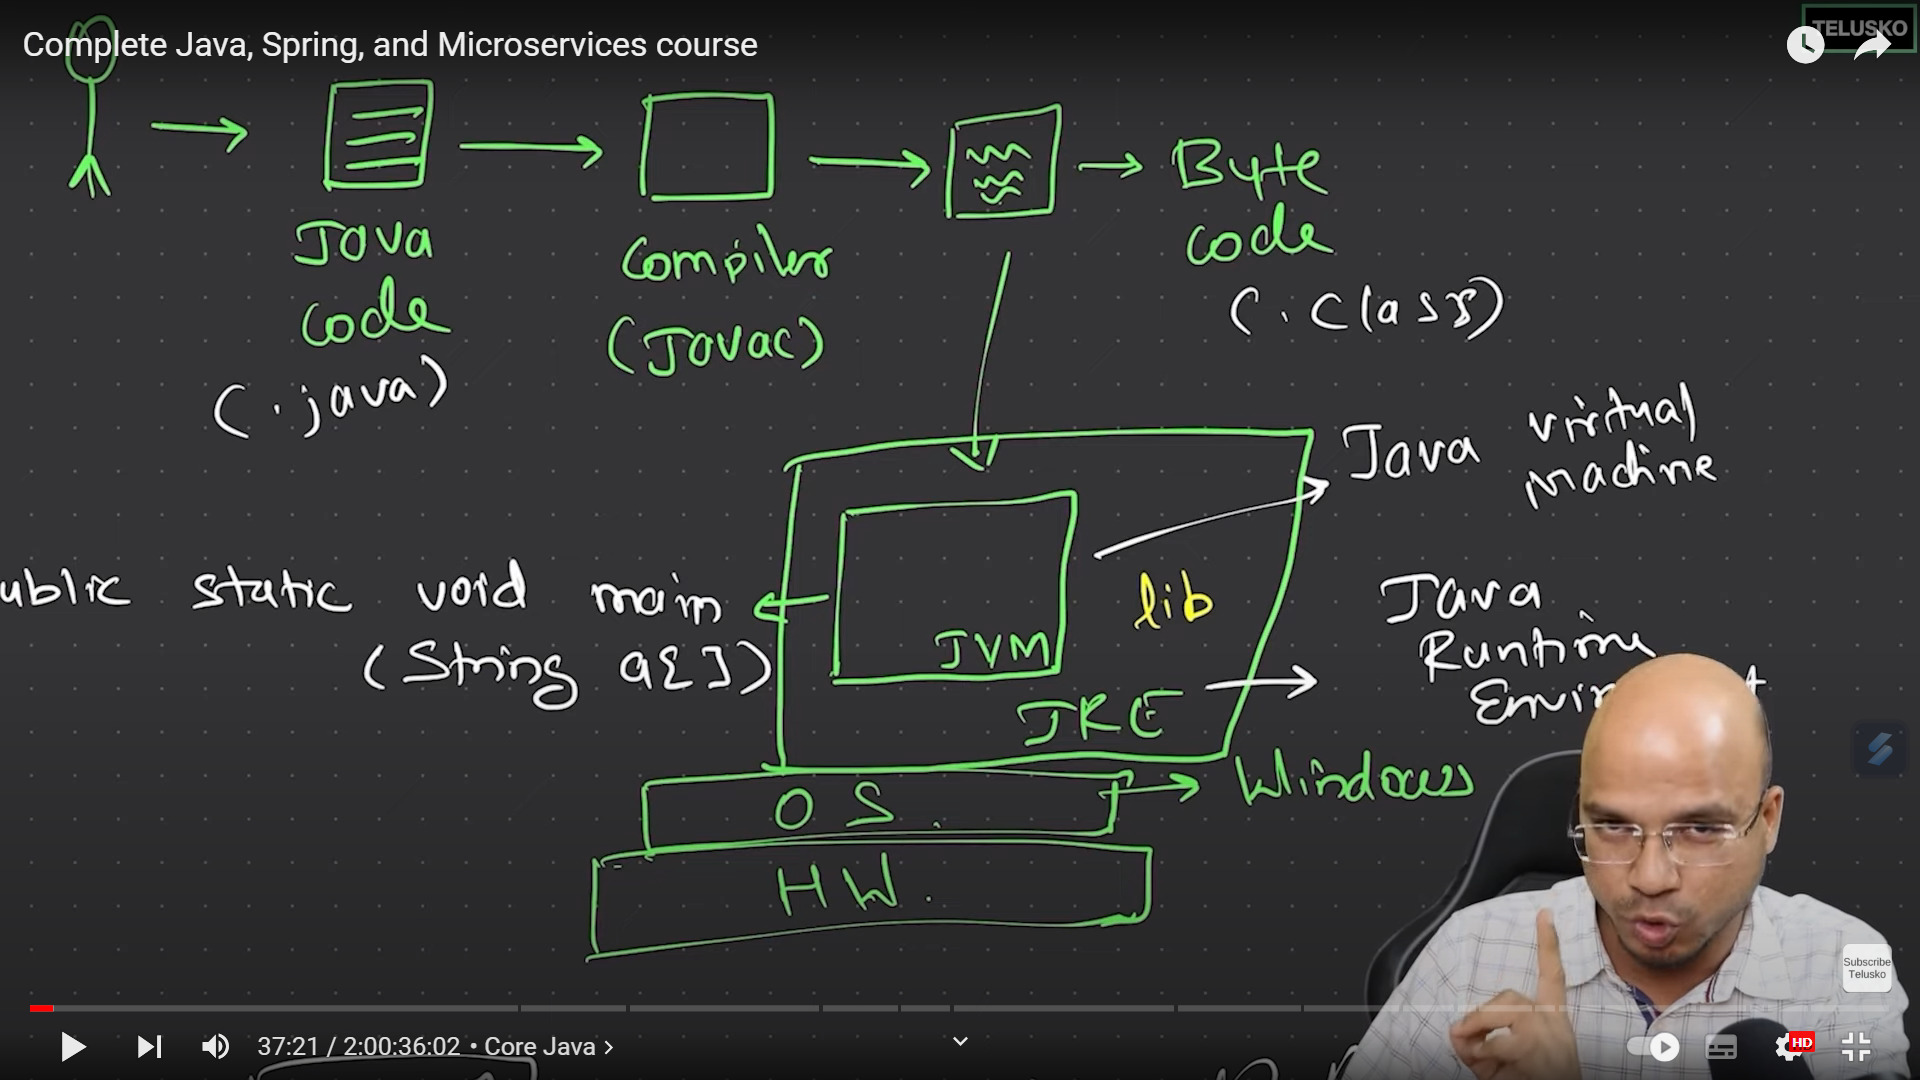 Complete Java, Spring, and Microservices course
TELUSKO
Java
code
(.java)
Compiler
(Javac)
Byte
code
(.class)
Java virtual
machine
ublic static void main
(String a[])
lib
JVM
JRE
Java
Runtime
OS.
Windows
HW.
Subscribe
Telusko
37:21 / 2:00:36:02 • Core Java >
HD